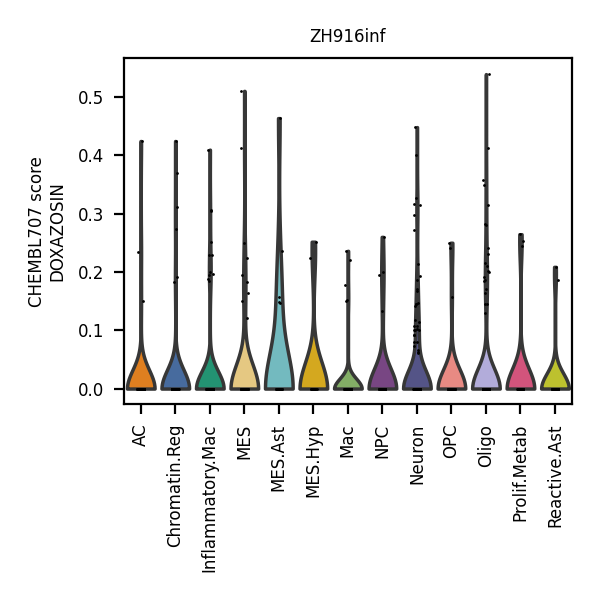 ZH916inf
CHEMBL707 score
DOXAZOSIN
0.5
0.4
0.3
0.2
0.1
0.0
AC
Chromatin.Reg
Inflammatory.Mac
MES
MES.Ast
MES.Hyp
Mac
NPC
Neuron
OPC
Oligo
Prolif.Metab
Reactive.Ast